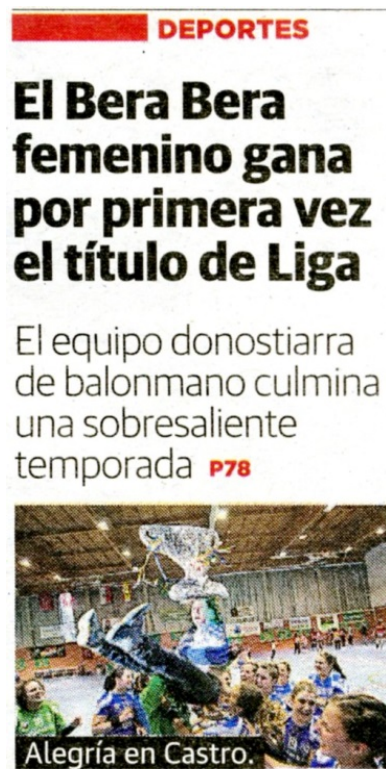 DEPORTES
El Bera Bera
femenino gana
por primera vez
el título de Liga
El equipo donostiarra
de balonmano culmina
una sobresaliente
temporada P78
Alegría en Castro.